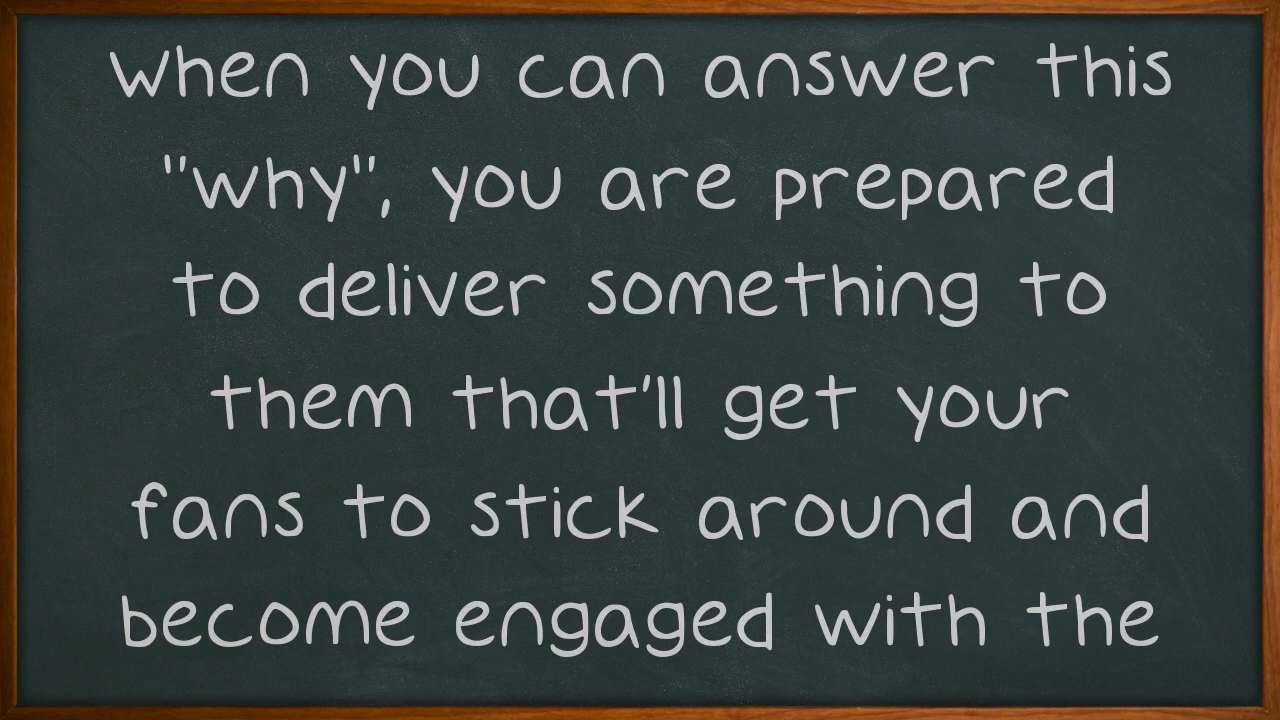 when you can answer this
"why", you are prepared
to deliver something to
them that'll get your
fans to stick around and
become engaged with the